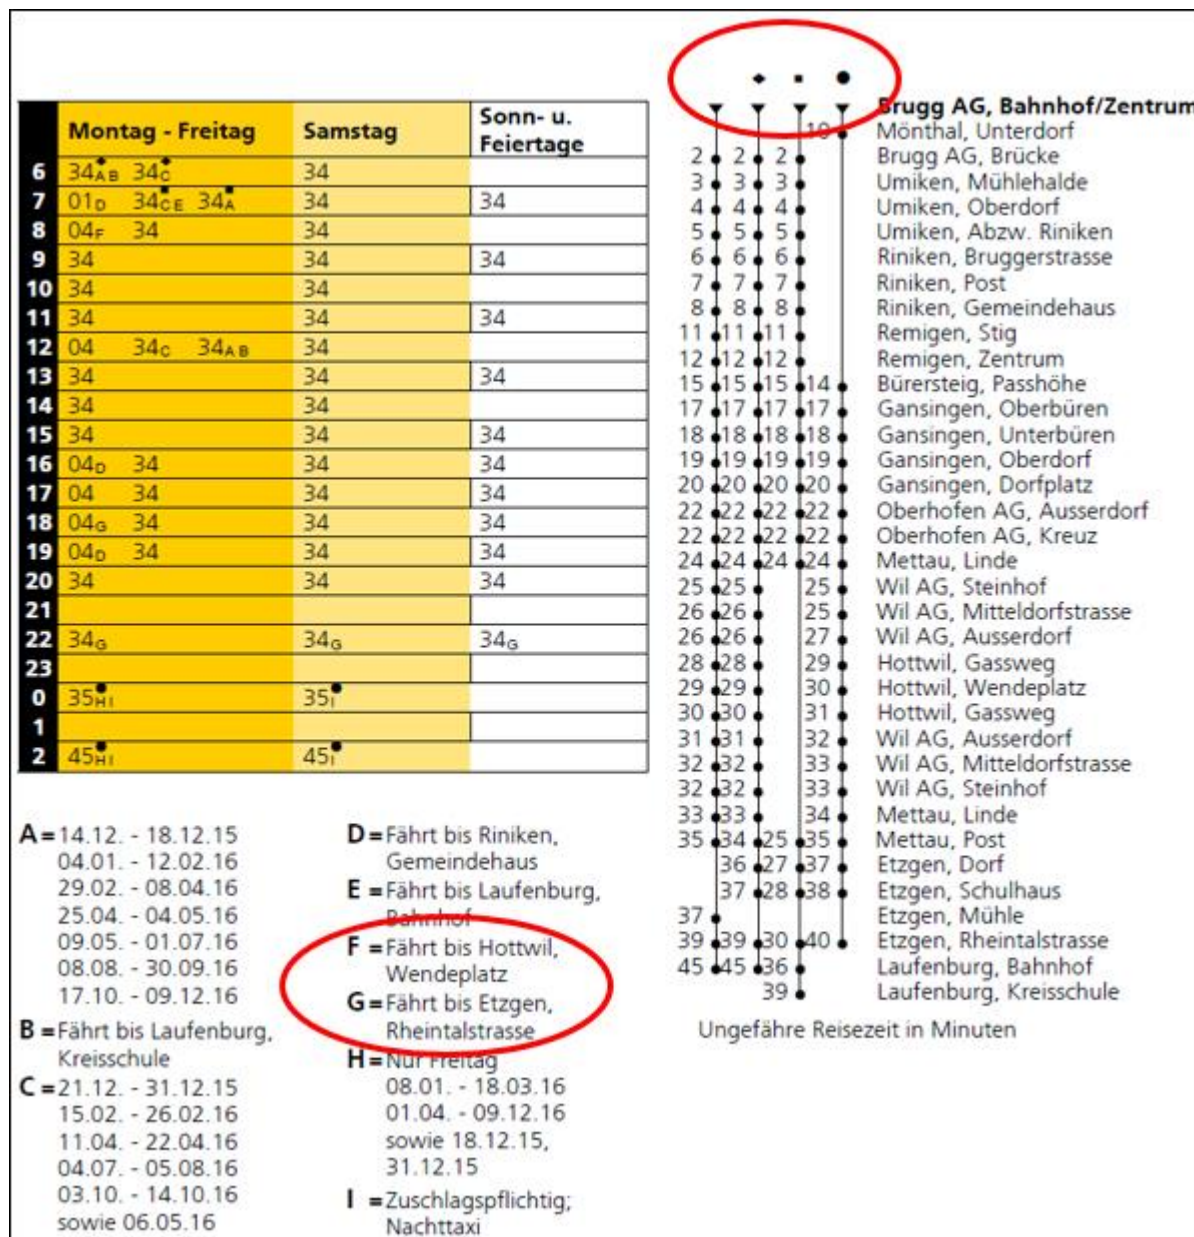 Montag - Freitag Samstag Sonn- u. Feiertage
6 34AB 34C 34
7 01D 34CE 34A 34 34
8 04F 34 34
9 34 34 34
10 34 34
11 34 34 34
12 04 34C 34AB 34
13 34 34 34
14 34 34
15 34 34 34
16 04D 34 34 34
17 04 34 34 34
18 04G 34 34 34
19 04D 34 34 34
20 34 34 34
21
22 34G 34G 34G
23
0 35HI 35I
1
2 45HI 45I
A = 14.12. - 18.12.15
04.01. - 12.02.16
29.02. - 08.04.16
25.04. - 04.05.16
09.05. - 01.07.16
08.08. - 30.09.16
17.10. - 09.12.16
B = Fährt bis Laufenburg,
Kreisschule
C = 21.12. - 31.12.15
15.02. - 26.02.16
11.04. - 22.04.16
04.07. - 05.08.16
03.10. - 14.10.16
sowie 06.05.16
D = Fährt bis Riniken,
Gemeindehaus
E = Fährt bis Laufenburg,
Bahnhof
F = Fährt bis Hottwil,
Wendeplatz
G = Fährt bis Etzgen,
Rheintalstrasse
H = Nur Freitag
08.01. - 18.03.16
01.04. - 09.12.16
sowie 18.12.15,
31.12.15
I = Zuschlagspflichtig;
Nachttaxi
Brugg AG, Bahnhof/Zentrum
10 Mönthal, Unterdorf
2 2 2 Brugg AG, Brücke
3 3 3 Umiken, Mühlehalde
4 4 4 Umiken, Oberdorf
5 5 5 Umiken, Abzw. Riniken
6 6 6 Riniken, Bruggerstrasse
7 7 7 Riniken, Post
8 8 8 Riniken, Gemeindehaus
11 11 11 Remigen, Stig
12 12 12 Remigen, Zentrum
15 15 15 14 Bürersteig, Passhöhe
17 17 17 17 Gansingen, Oberbüren
18 18 18 18 Gansingen, Unterbüren
19 19 19 19 Gansingen, Oberdorf
20 20 20 20 Gansingen, Dorfplatz
22 22 22 22 Oberhofen AG, Ausserdorf
22 22 22 22 Oberhofen AG, Kreuz
24 24 24 24 Mettau, Linde
25 25 25 Wil AG, Steinhof
26 26 25 Wil AG, Mitteldorfstrasse
26 26 27 Wil AG, Ausserdorf
28 28 29 Hottwil, Gassweg
29 29 30 Hottwil, Wendeplatz
30 30 31 Hottwil, Gassweg
31 31 32 Wil AG, Ausserdorf
32 32 33 Wil AG, Mitteldorfstrasse
32 32 33 Wil AG, Steinhof
33 33 34 Mettau, Linde
35 34 25 35 Mettau, Post
36 27 37 Etzgen, Dorf
37 28 38 Etzgen, Schulhaus
37 Etzgen, Mühle
39 39 30 40 Etzgen, Rheintalstrasse
45 45 36 Laufenburg, Bahnhof
39 Laufenburg, Kreisschule
Ungefähre Reisezeit in Minuten